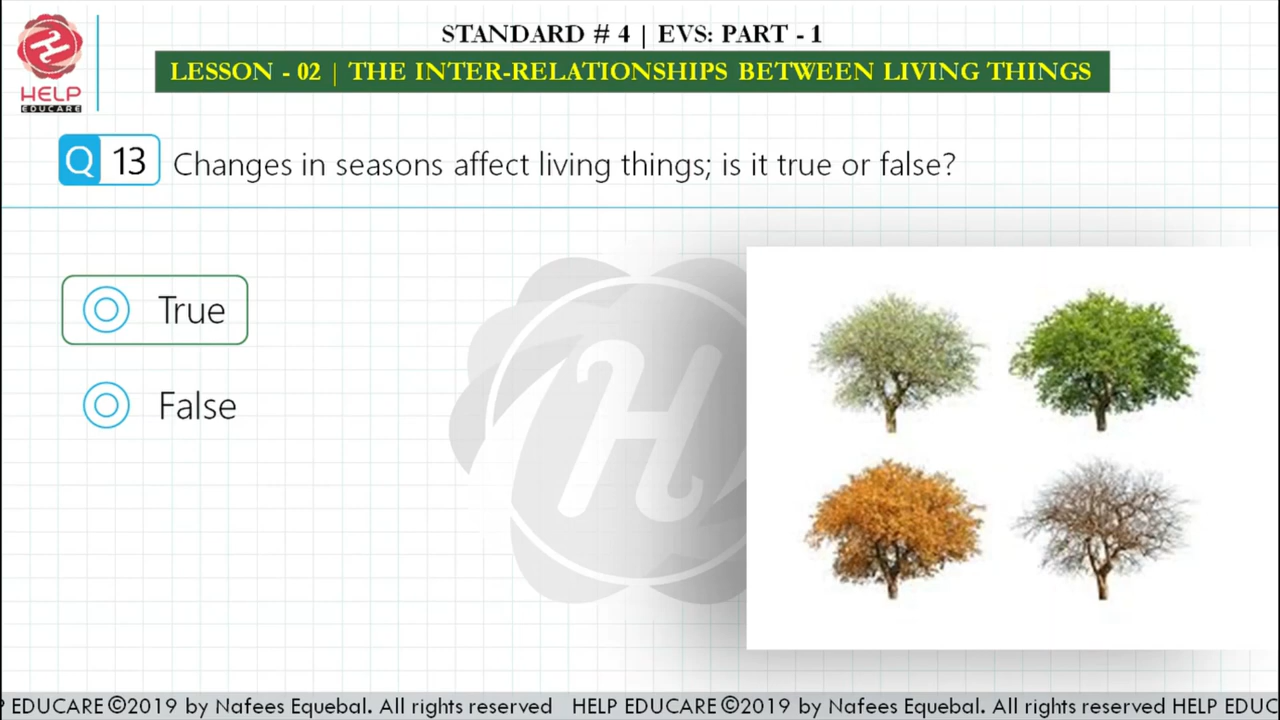 HELP
EDUCARE
STANDARD # 4 | EVS: PART - 1
LESSON - 02 | THE INTER-RELATIONSHIPS BETWEEN LIVING THINGS
Q 13 Changes in seasons affect living things; is it true or false?
True
False
H
P EDUCARE ©2019 by Nafees Equebal. All rights reserved HELP EDUCARE ©2019 by Nafees Equebal. All rights reserved HELP EDUC